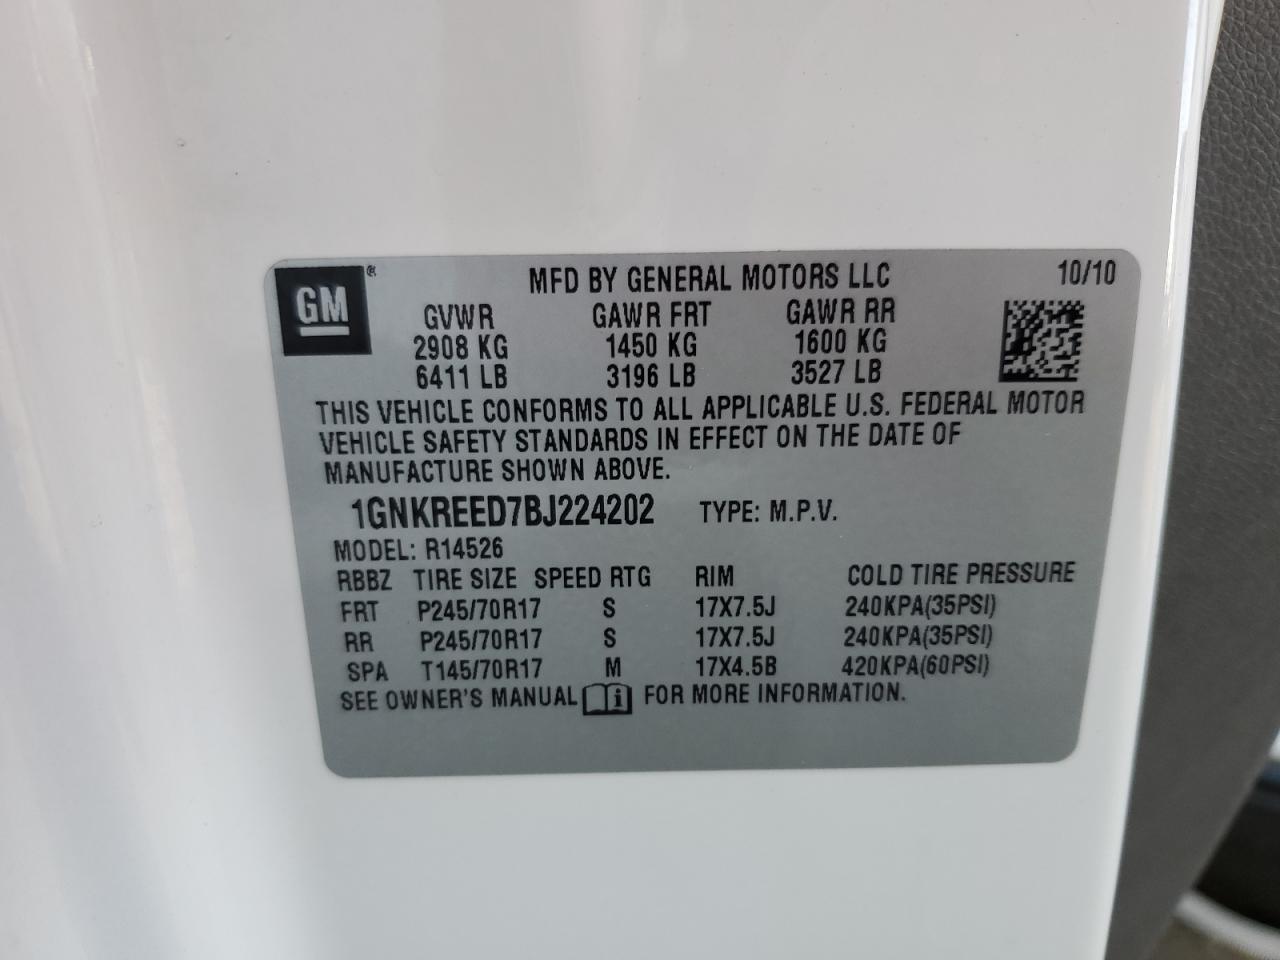 GM ® MFD BY GENERAL MOTORS LLC 10/10
GVWR GAWR FRT GAWR RR
2908 KG 1450 KG 1600 KG
6411 LB 3196 LB 3527 LB
THIS VEHICLE CONFORMS TO ALL APPLICABLE U.S. FEDERAL MOTOR
VEHICLE SAFETY STANDARDS IN EFFECT ON THE DATE OF
MANUFACTURE SHOWN ABOVE.
1GNKREED7BJ224202 TYPE: M.P.V.
MODEL: R14526
RBBZ TIRE SIZE SPEED RTG RIM COLD TIRE PRESSURE
FRT P245/70R17 S 17X7.5J 240KPA(35PSI)
RR P245/70R17 S 17X7.5J 240KPA(35PSI)
SPA T145/70R17 M 17X4.5B 420KPA(60PSI)
SEE OWNER'S MANUAL i FOR MORE INFORMATION.